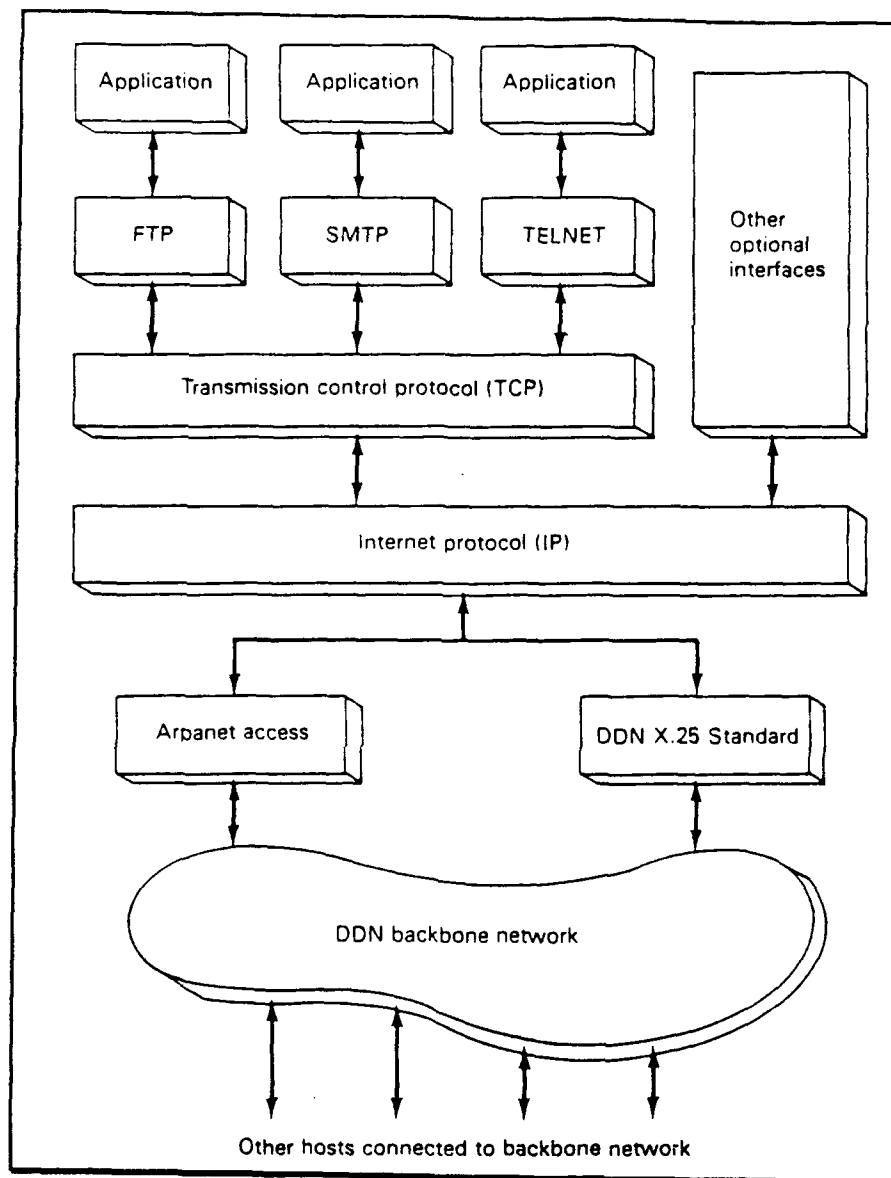 Application
Application
Application
FTP
SMTP
TELNET
Other
optional
interfaces
Transmission control protocol (TCP)
Internet protocol (IP)
Arpanet access
DDN X.25 Standard
DDN backbone network
Other hosts connected to backbone network